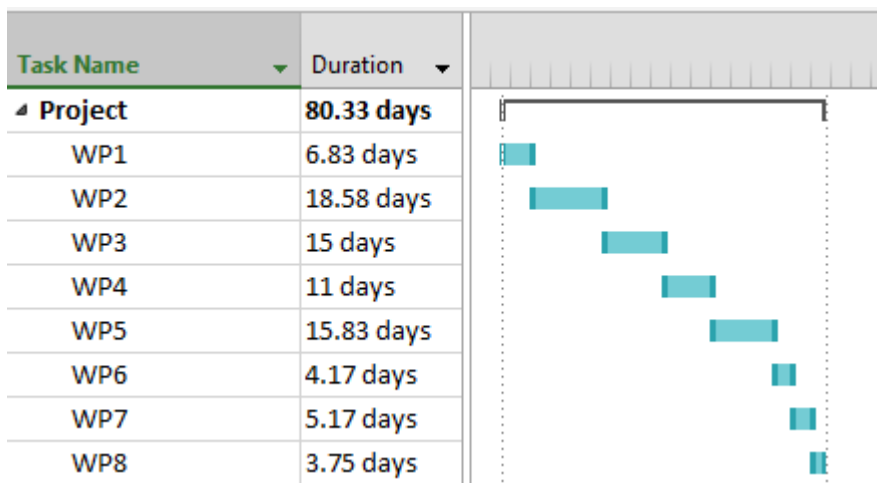 Task Name Duration
Project 80.33 days
WP1 6.83 days
WP2 18.58 days
WP3 15 days
WP4 11 days
WP5 15.83 days
WP6 4.17 days
WP7 5.17 days
WP8 3.75 days